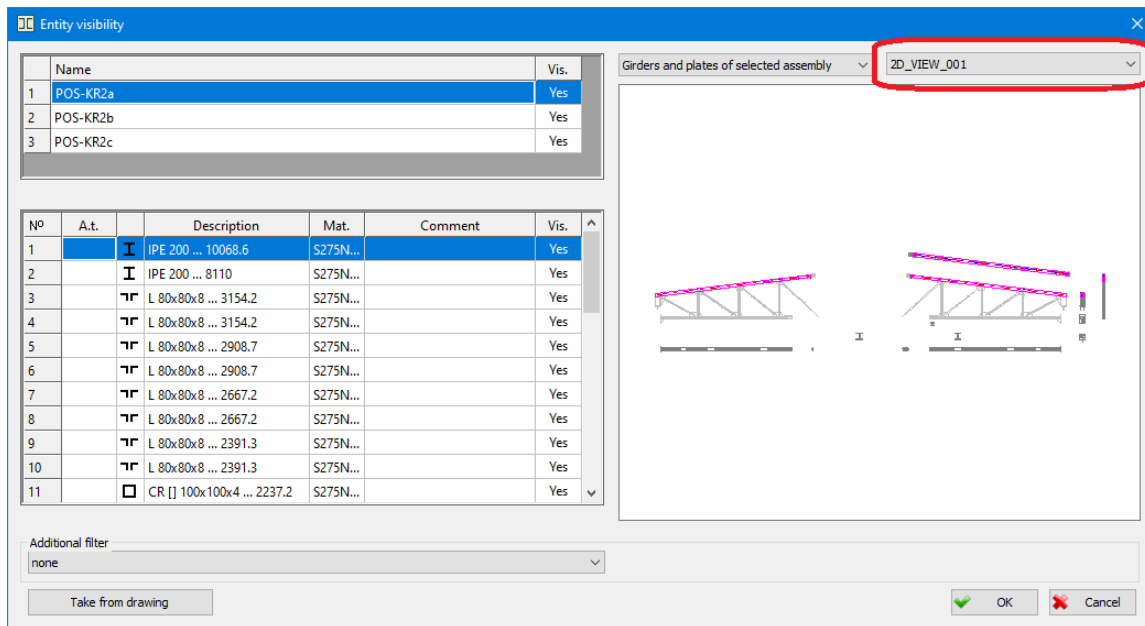 Entity visibility
Name Vis.
1 POS-KR2a Yes
2 POS-KR2b Yes
3 POS-KR2c Yes
Girders and plates of selected assembly
2D_VIEW_001
Nº A.t. Description Mat. Comment Vis.
1 IPE 200 ... 10068.6 S275N... Yes
2 IPE 200 ... 8110 S275N... Yes
3 L 80x80x8 ... 3154.2 S275N... Yes
4 L 80x80x8 ... 3154.2 S275N... Yes
5 L 80x80x8 ... 2908.7 S275N... Yes
6 L 80x80x8 ... 2908.7 S275N... Yes
7 L 80x80x8 ... 2667.2 S275N... Yes
8 L 80x80x8 ... 2667.2 S275N... Yes
9 L 80x80x8 ... 2391.3 S275N... Yes
10 L 80x80x8 ... 2391.3 S275N... Yes
11 CR [] 100x100x4 ... 2237.2 S275N... Yes
Additional filter
none
Take from drawing
OK
Cancel